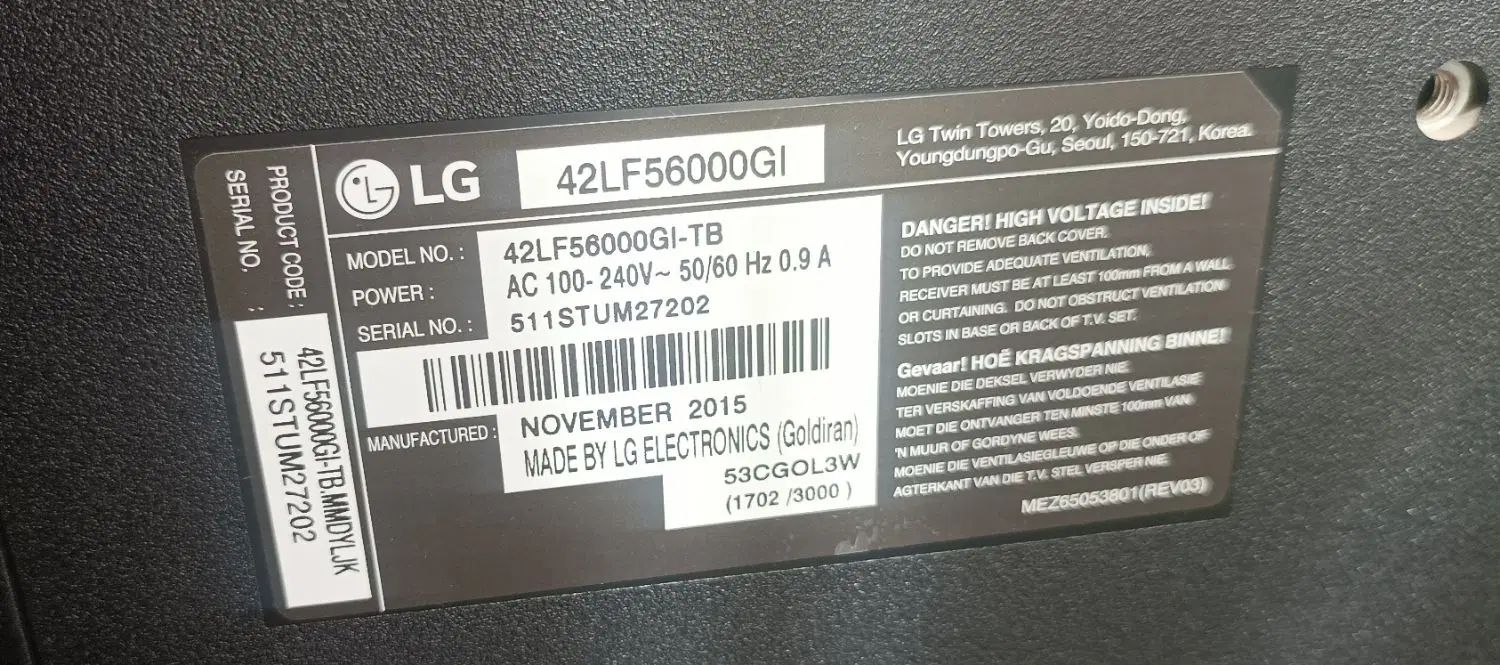 LG
42LF56000GI
LG Twin Towers, 20, Yoido-Dong,
Youngdungpo-Gu, Seoul, 150-721, Korea.
PRODUCT CODE : 42LF56000GI-TB.MMMDYLJK
SERIAL NO. : 511STUM27202
MODEL NO. : 42LF56000GI-TB
POWER : AC 100- 240V~ 50/60 Hz 0.9 A
SERIAL NO. : 511STUM27202
MANUFACTURED : NOVEMBER 2015
MADE BY LG ELECTRONICS (Goldiran)
53CGOL3W
(1702 /3000 )
DANGER! HIGH VOLTAGE INSIDE!
DO NOT REMOVE BACK COVER.
TO PROVIDE ADEQUATE VENTILATION,
RECEIVER MUST BE AT LEAST 100mm FROM A WALL
OR CURTAINING. DO NOT OBSTRUCT VENTILATION
SLOTS IN BASE OR BACK OF T.V. SET.
Gevaar! HOË KRAGSPANNING BINNE!
MOENIE DIE DEKSEL VERWYDER NIE.
TER VERSKAFFING VAN VOLDOENDE VENTILASIE
MOET DIE ONTVANGER TEN MINSTE 100mm VAN
'N MUUR OF GORDYNE WEES.
MOENIE DIE VENTILASIEGLEUWE OP DIE ONDER OF
AGTERKANT VAN DIE T.V. STEL VERSPER NIE.
MEZ65053801(REV03)